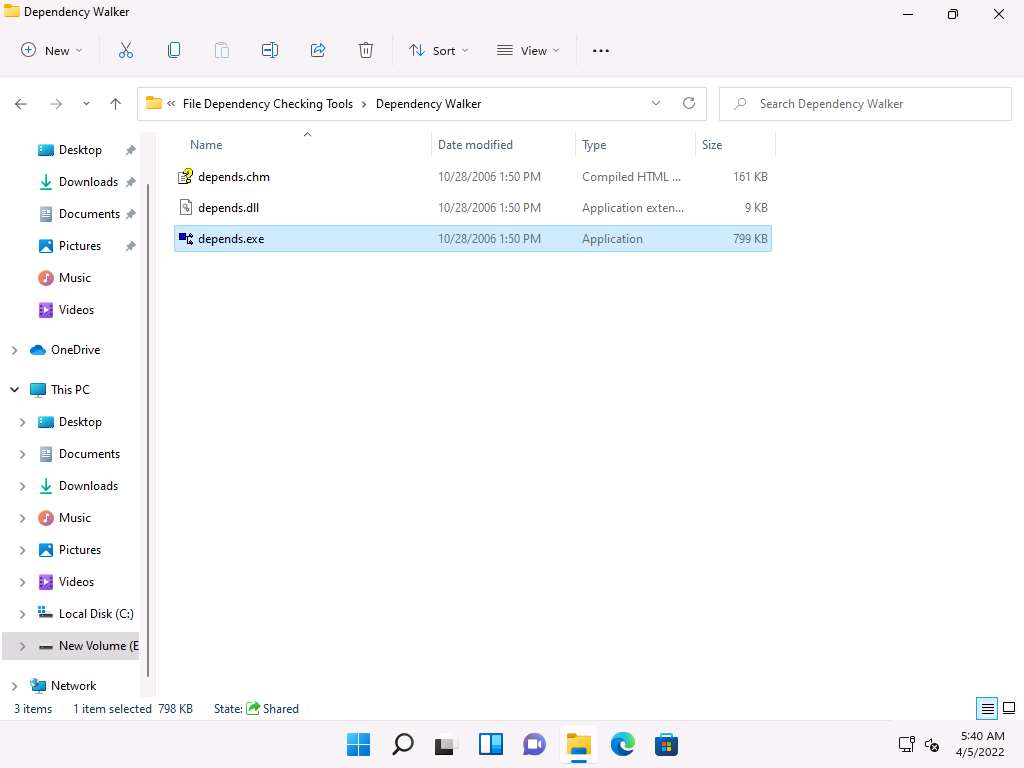 Dependency Walker
New
Sort
View
« File Dependency Checking Tools > Dependency Walker
Search Dependency Walker
Name Date modified Type Size
depends.chm 10/28/2006 1:50 PM Compiled HTML ... 161 KB
depends.dll 10/28/2006 1:50 PM Application exten... 9 KB
depends.exe 10/28/2006 1:50 PM Application 799 KB
Desktop
Downloads
Documents
Pictures
Music
Videos
OneDrive
This PC
Desktop
Documents
Downloads
Music
Pictures
Videos
Local Disk (C:)
New Volume (E
Network
3 items 1 item selected 798 KB State: Shared
5:40 AM
4/5/2022